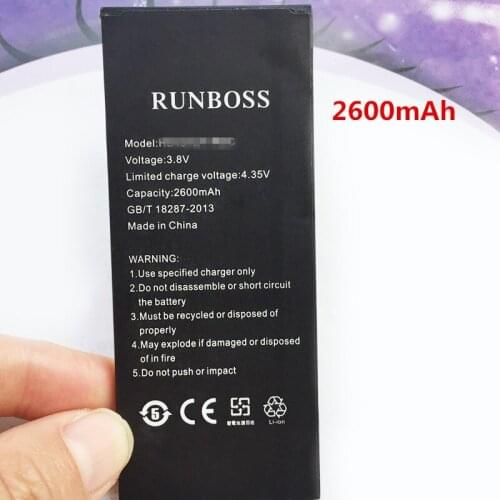 RUNBOSS
2600mAh
Model:
Voltage:3.8V
Limited charge voltage:4.35V
Capacity:2600mAh
GB/T 18287-2013
Made in China
WARNING:
1.Use specified charger only
2.Do not disassemble or short circuit
the battery
3.Must be recycled or disposed of
properly
4.May explode if damaged or disposed
of in fire
5.Do not push or impact
5
CE
Li-ion